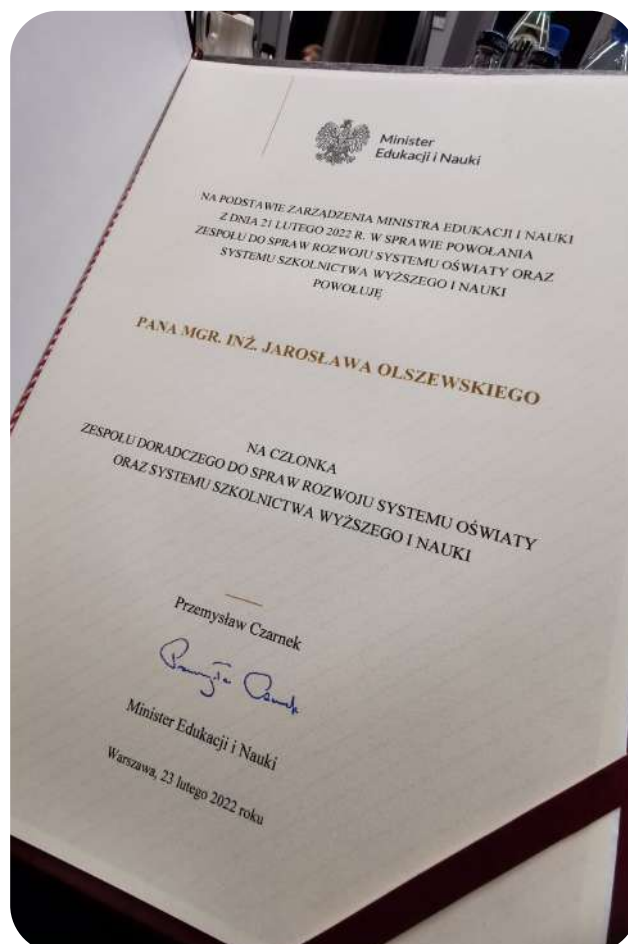 Minister
Edukacji i Nauki
NA PODSTAWIE ZARZĄDZENIA MINISTRA EDUKACJI I NAUKI
Z DNIA 21 LUTEGO 2022 R. W SPRAWIE POWOŁANIA
ZESPOŁU DO SPRAW ROZWOJU SYSTEMU OŚWIATY ORAZ
SYSTEMU SZKOLNICTWA WYŻSZEGO I NAUKI
POWOŁUJĘ
PANA MGR. INŻ. JAROSŁAWA OLSZEWSKIEGO
NA CZŁONKA
ZESPOŁU DORADCZEGO DO SPRAW ROZWOJU SYSTEMU OŚWIATY
ORAZ SYSTEMU SZKOLNICTWA WYŻSZEGO I NAUKI
Przemysław Czarnek
Minister Edukacji i Nauki
Warszawa, 23 lutego 2022 roku